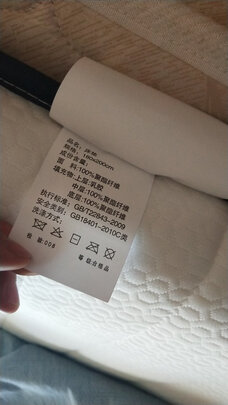 品名：床垫
规格：180x200cm
成份含量：
面 料：100%聚酯纤维
填充物：上层：乳胶
中层：100%聚酯纤维
底层：100%聚酯纤维
执行标准：GB/T22843-2009
安全类别：GB18401-2010C类
洗涤方式：